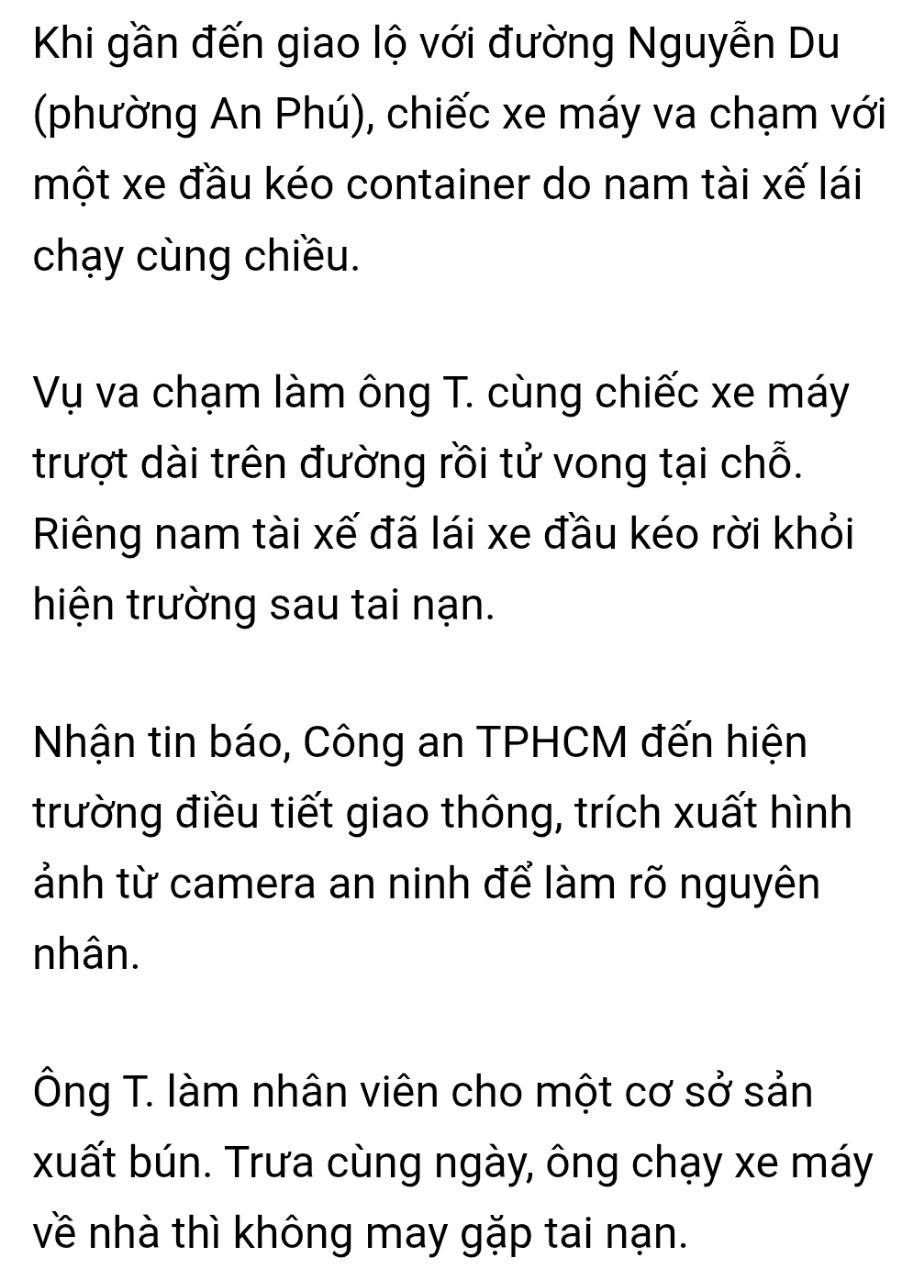 Khi gần đến giao lộ với đường Nguyễn Du
(phường An Phú), chiếc xe máy va chạm với
một xe đầu kéo container do nam tài xế lái
chạy cùng chiều.
Vụ va chạm làm ông T. cùng chiếc xe máy
trượt dài trên đường rồi tử vong tại chỗ.
Riêng nam tài xế đã lái xe đầu kéo rời khỏi
hiện trường sau tai nạn.
Nhận tin báo, Công an TPHCM đến hiện
trường điều tiết giao thông, trích xuất hình
ảnh từ camera an ninh để làm rõ nguyên
nhân.
Ông T. làm nhân viên cho một cơ sở sản
xuất bún. Trưa cùng ngày, ông chạy xe máy
về nhà thì không may gặp tai nạn.